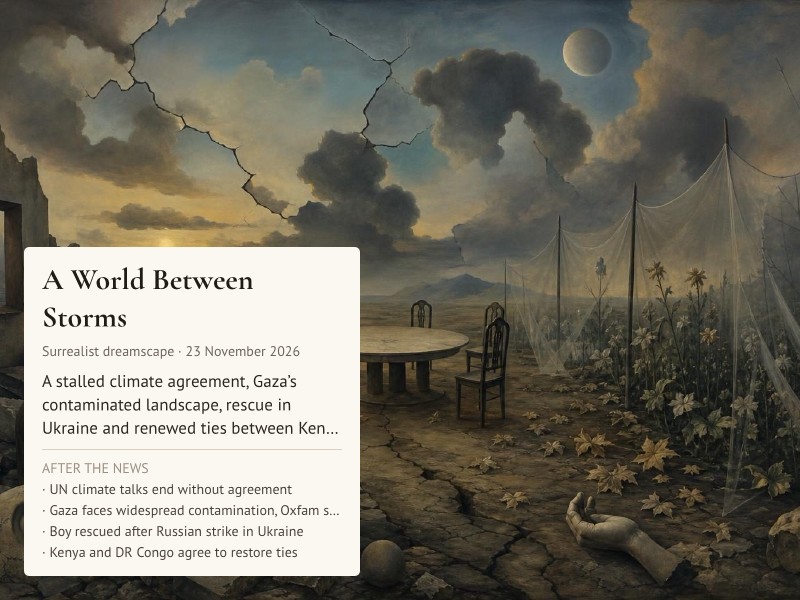 A World Between
Storms
Surrealist dreamscape · 23 November 2026
A stalled climate agreement, Gaza’s
contaminated landscape, rescue in
Ukraine and renewed ties between Ken…
AFTER THE NEWS
· UN climate talks end without agreement
· Gaza faces widespread contamination, Oxfam s…
· Boy rescued after Russian strike in Ukraine
· Kenya and DR Congo agree to restore ties